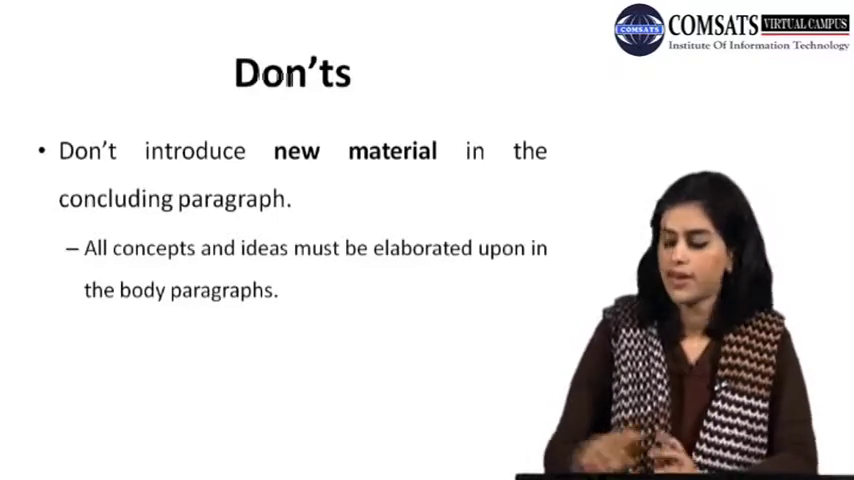 COMSATS VIRTUAL CAMPUS
Institute Of Information Technology
COMSATS
Don'ts
• Don't introduce new material in the
concluding paragraph.
– All concepts and ideas must be elaborated upon in
the body paragraphs.